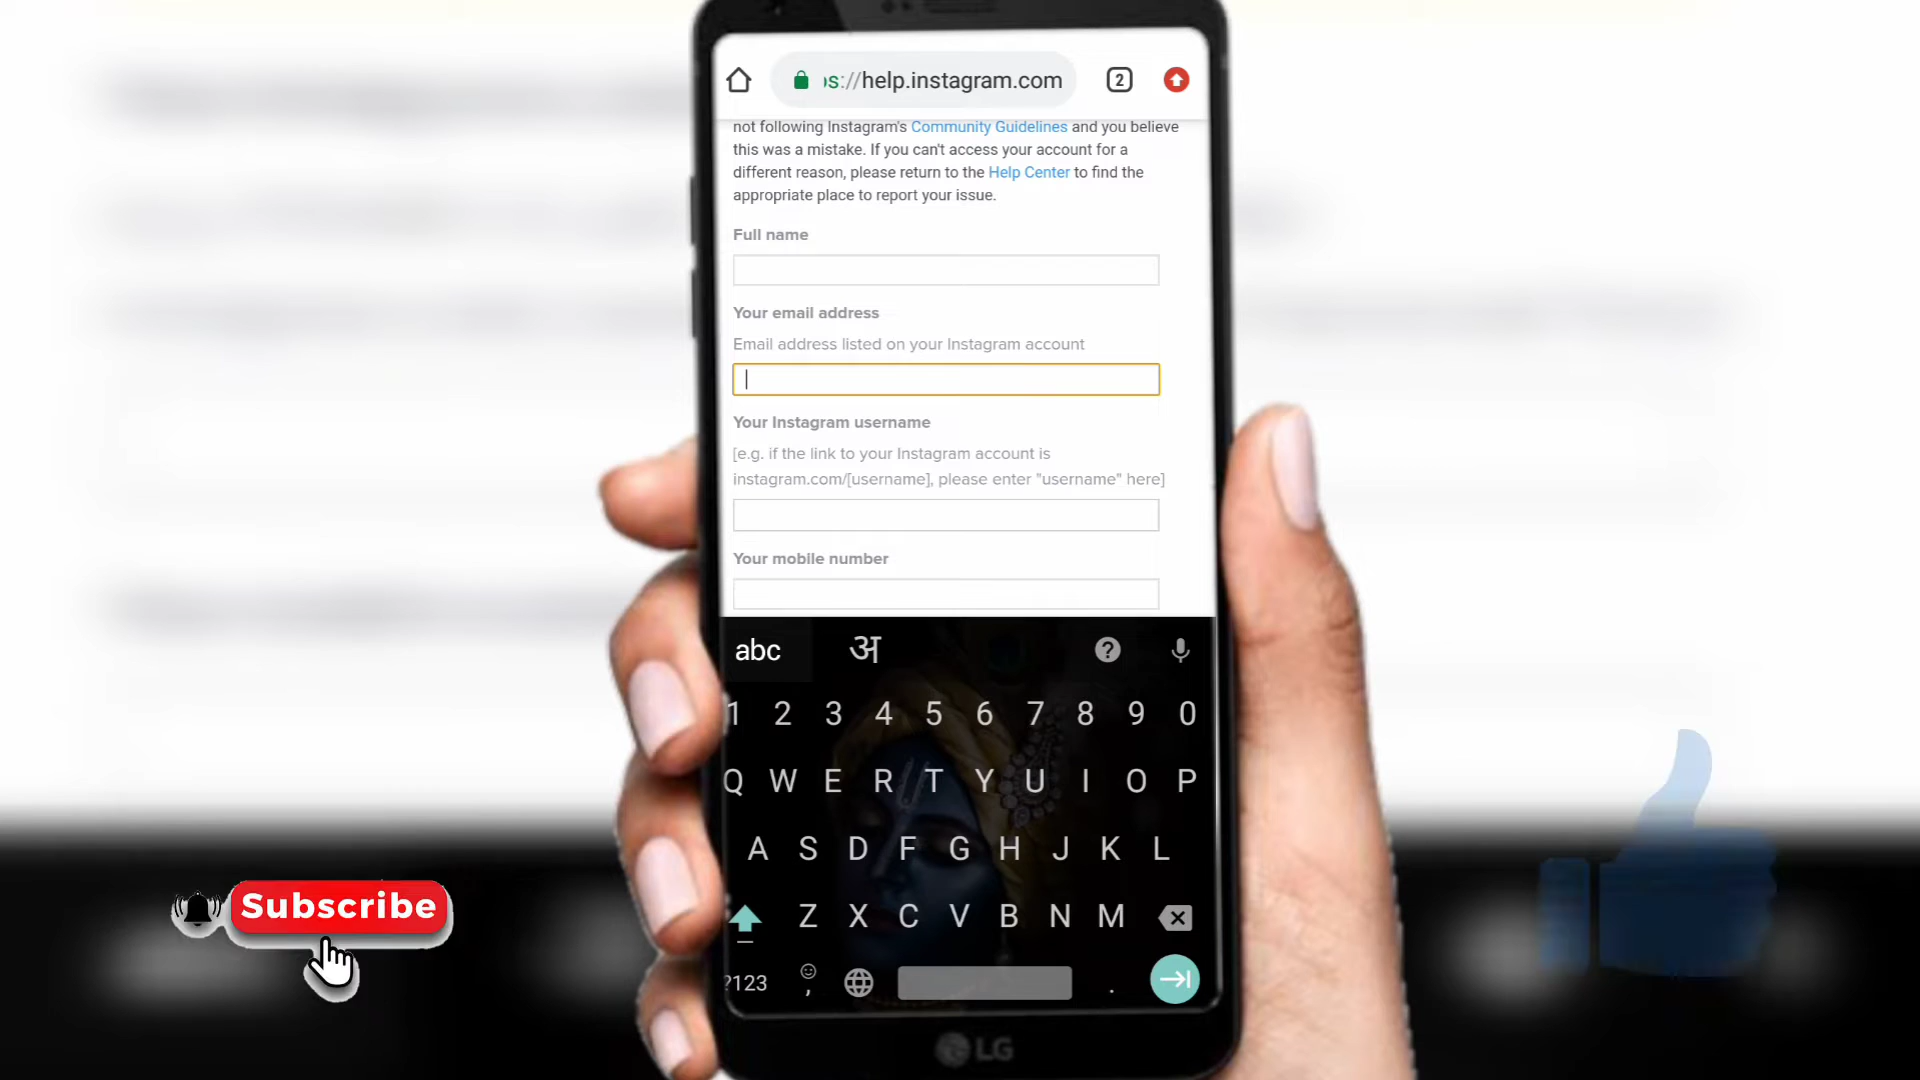 ps://help.instagram.com
2
not following Instagram's Community Guidelines and you believe
this was a mistake. If you can't access your account for a
different reason, please return to the Help Center to find the
appropriate place to report your issue.
Full name
Your email address
Email address listed on your Instagram account
Your Instagram username
[e.g. if the link to your Instagram account is
instagram.com/[username], please enter "username" here]
Your mobile number
abc अ
1 2 3 4 5 6 7 8 9 0
Q W E R T Y U I O P
A S D F G H J K L
Z X C V B N M
?123 , .
LG
Subscribe